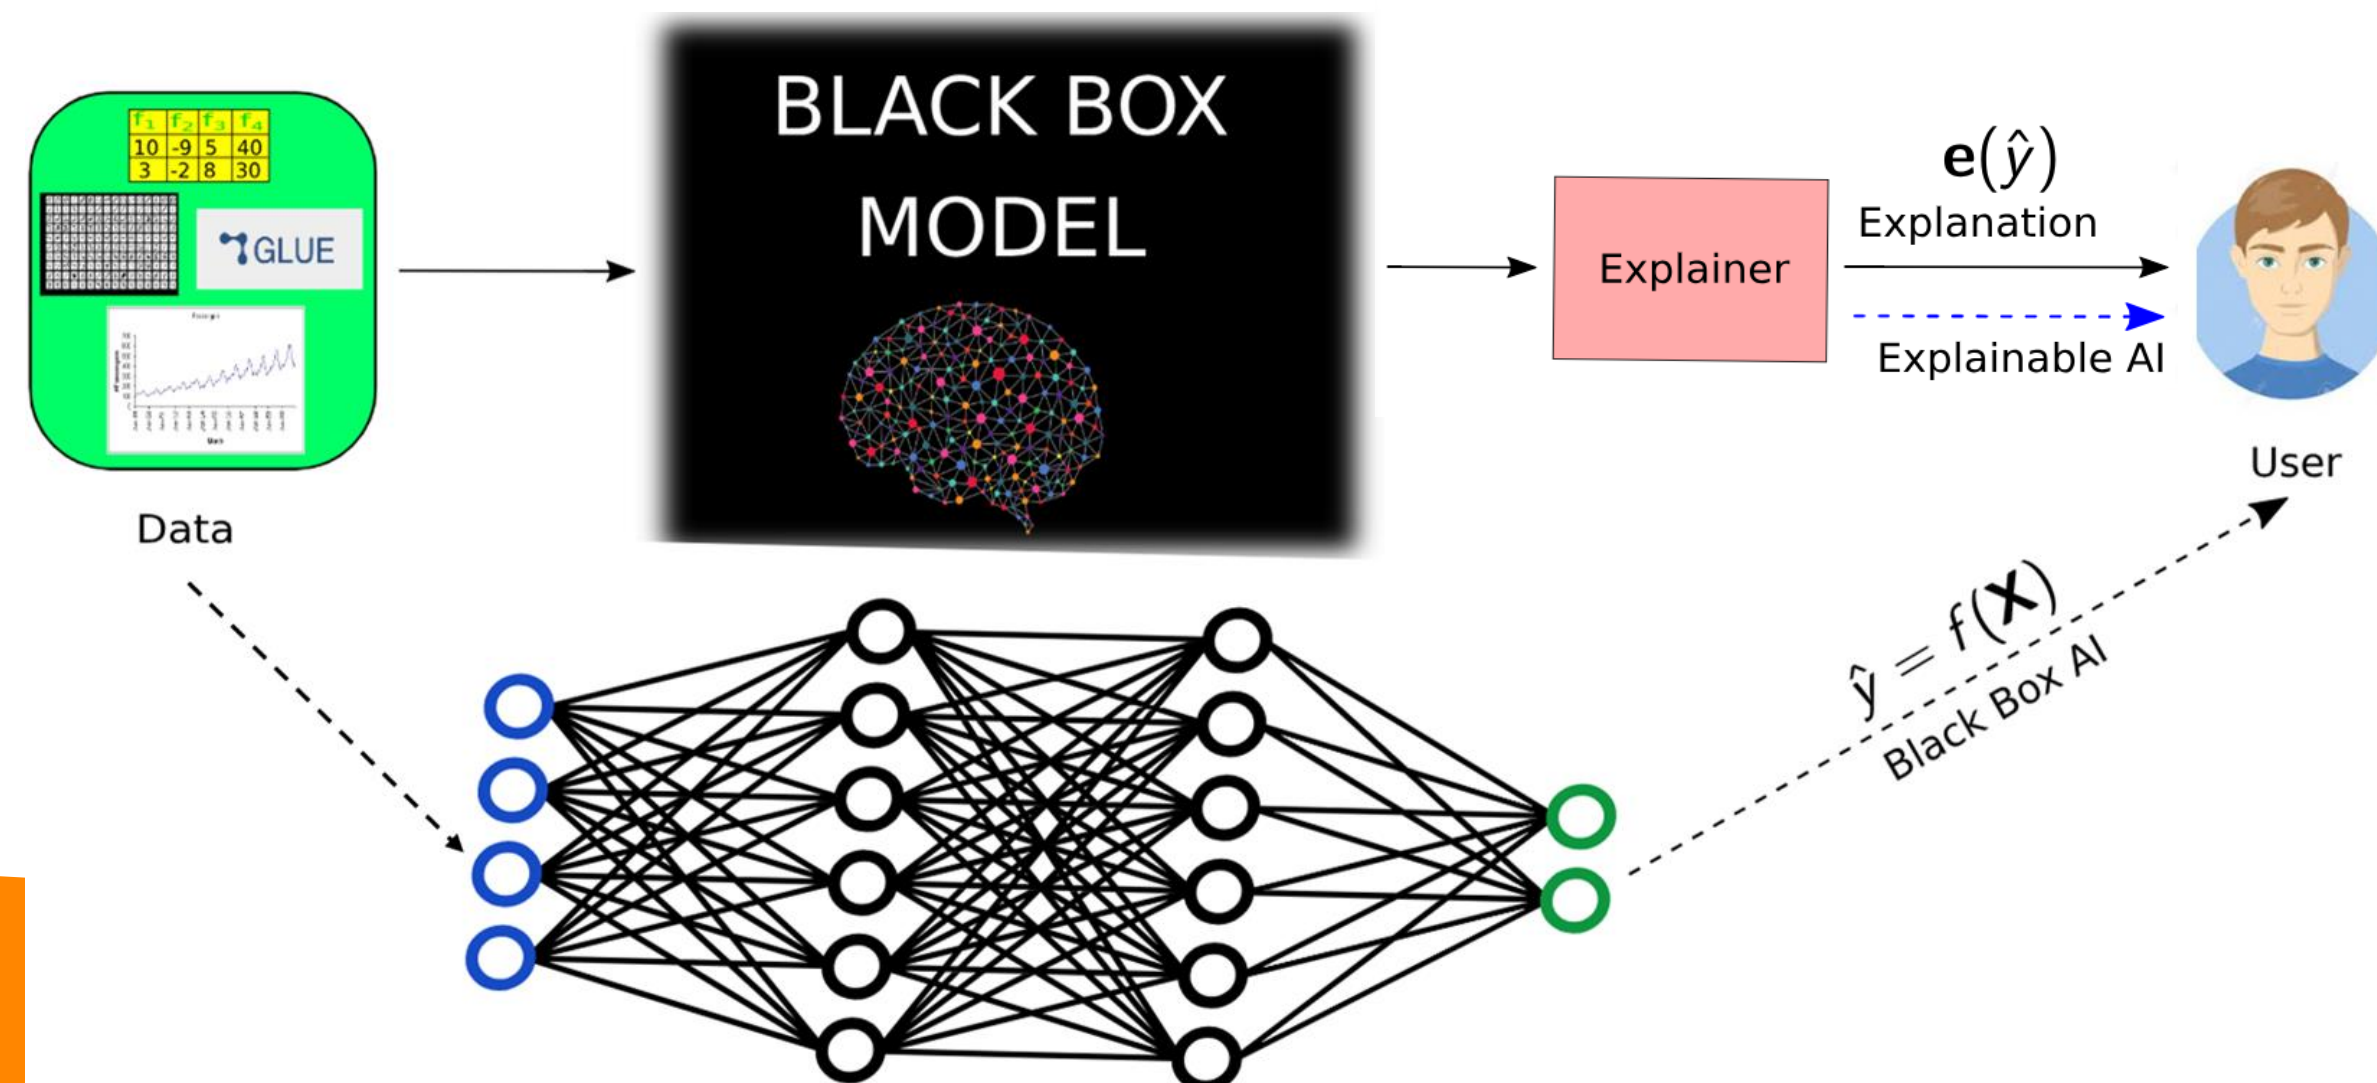 BLACK BOX
MODEL
f₁ f₂ f₃ f₄
10 -9 5 40
3 -2 8 30
GLUE
Data
Explainer
e(ŷ)
Explanation
Explainable AI
User
ŷ = f(X)
Black Box AI